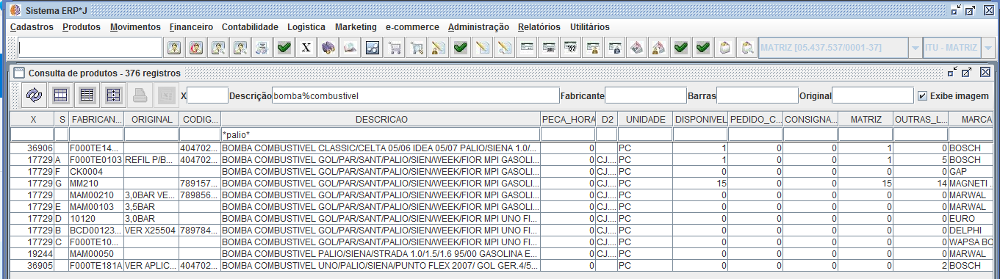 Sistema ERP*J
Cadastros Produtos Movimentos Financeiro Contabilidade Logística Marketing e-commerce Administração Relatórios Utilitários
X 123 MATRIZ [05.437.537/0001-37] ITU - MATRIZ
Consulta de produtos - 376 registros
X Descrição bomba%combustivel Fabricante Barras Original Exibe imagem
X S FABRICAN... ORIGINAL CODIG... DESCRICAO PECA_HORA D2 UNIDADE DISPONIVEL PEDIDO_C... CONSIGNA... MATRIZ OUTRAS_L... MARCA
*palio*
36906 F000TE14... 404702... BOMBA COMBUSTIVEL CLASSIC/CELTA 05/06 IDEA 05/07 PALIO/SIENA 1.0/... 0 PC 1 0 0 1 0 BOSCH
17729 A F000TE0103 REFIL P/B... 404702... BOMBA COMBUSTIVEL GOL/PAR/SANT/PALIO/SIEN/WEEK/FIOR MPI GASOLI... 0 CJ.... PC 1 0 0 1 5 BOSCH
17729 F CK0004 BOMBA COMBUSTIVEL GOL/PAR/SANT/PALIO/SIEN/WEEK/FIOR MPI GASOLI... 0 CJ.... PC 0 0 0 0 0 GAP
17729 G MM210 789157... BOMBA COMBUSTIVEL GOL/PAR/SANT/PALIO/SIEN/WEEK/FIOR MPI GASOLI... 0 CJ.... PC 15 0 0 15 14 MAGNETI ...
17729 MAM00210 3,0BAR VE... 789856... BOMBA COMBUSTIVEL GOL/PAR/SANT/PALIO/SIEN/WEEK/FIOR MPI GASOLI... 0 CJ.... PC 0 0 0 0 0 MARWAL
17729 E MAM00103 3,5BAR BOMBA COMBUSTIVEL GOL/PAR/SANT/PALIO/SIEN/WEEK/FIOR MPI GASOLI... 0 CJ.... PC 0 0 0 0 0 MARWAL
17729 D 10120 3,0BAR BOMBA COMBUSTIVEL GOL/PAR/SANT/PALIO/SIEN/WEEK/FIOR MPI UNO FI... 0 CJ.... PC 0 0 0 0 0 EURO
17729 B BCD00123... VER X25504 789784... BOMBA COMBUSTIVEL GOL/PAR/SANT/PALIO/SIEN/WEEK/FIOR MPI UNO FI... 0 CJ.... PC 0 0 0 0 0 DELPHI
17729 C F000TE10... BOMBA COMBUSTIVEL GOL/PAR/SANT/PALIO/SIEN/WEEK/FIOR MPI UNO FI... 0 CJ.... PC 0 0 0 0 0 WAPSA BO
19244 MAM00050 BOMBA COMBUSTIVEL PALIO/SIENA/STRADA 1.0/1.5/1.6 95/00 GASOLINA E... 0 CJ.... PC 0 0 0 0 0 MARWAL
36905 F000TE181A VER APLIC... 404702... BOMBA COMBUSTIVEL UNO/PALIO/SIENA/PUNTO FLEX 2007/ GOL GER.4/5... 0 PC 0 0 0 0 2 BOSCH